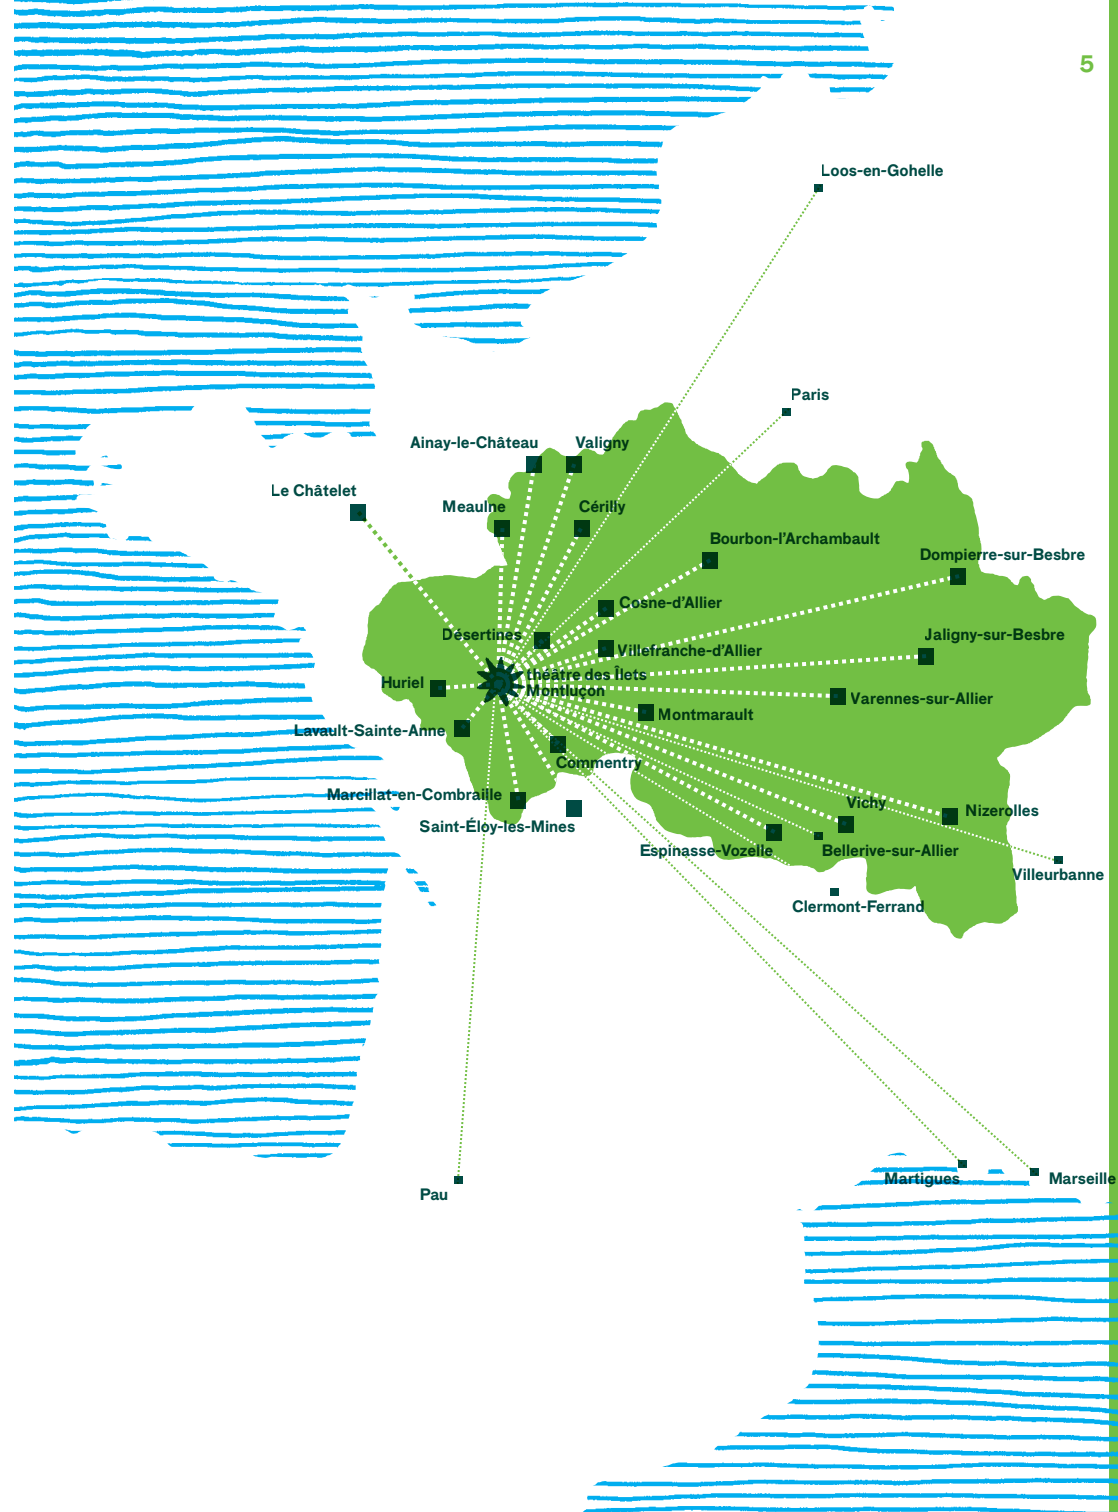 5
Loos-en-Gohelle
Paris
Ainay-le-Château
Valigny
Le Châtelet
Meaulne
Cérilly
Bourbon-l'Archambault
Dompierre-sur-Besbre
Cosne-d'Allier
Désertines
Jaligny-sur-Besbre
Villefranche-d'Allier
théâtre des Îlets
Montluçon
Huriel
Varennes-sur-Allier
Montmarault
Lavault-Sainte-Anne
Commentry
Marcillat-en-Combraille
Vichy
Nizerolles
Saint-Éloy-les-Mines
Espinasse-Vozelle
Bellerive-sur-Allier
Villeurbanne
Clermont-Ferrand
Martigues
Marseille
Pau